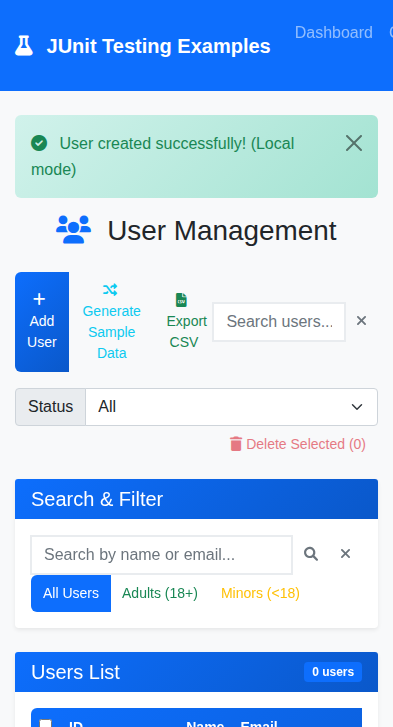 JUnit Testing Examples
Dashboard
User created successfully! (Local
mode)
User Management
Add
User
Generate
Sample
Data
Export
CSV
Search users...
Status
All
Delete Selected (0)
Search & Filter
Search by name or email...
All Users
Adults (18+)
Minors (<18)
Users List
0 users
ID
Name
Email